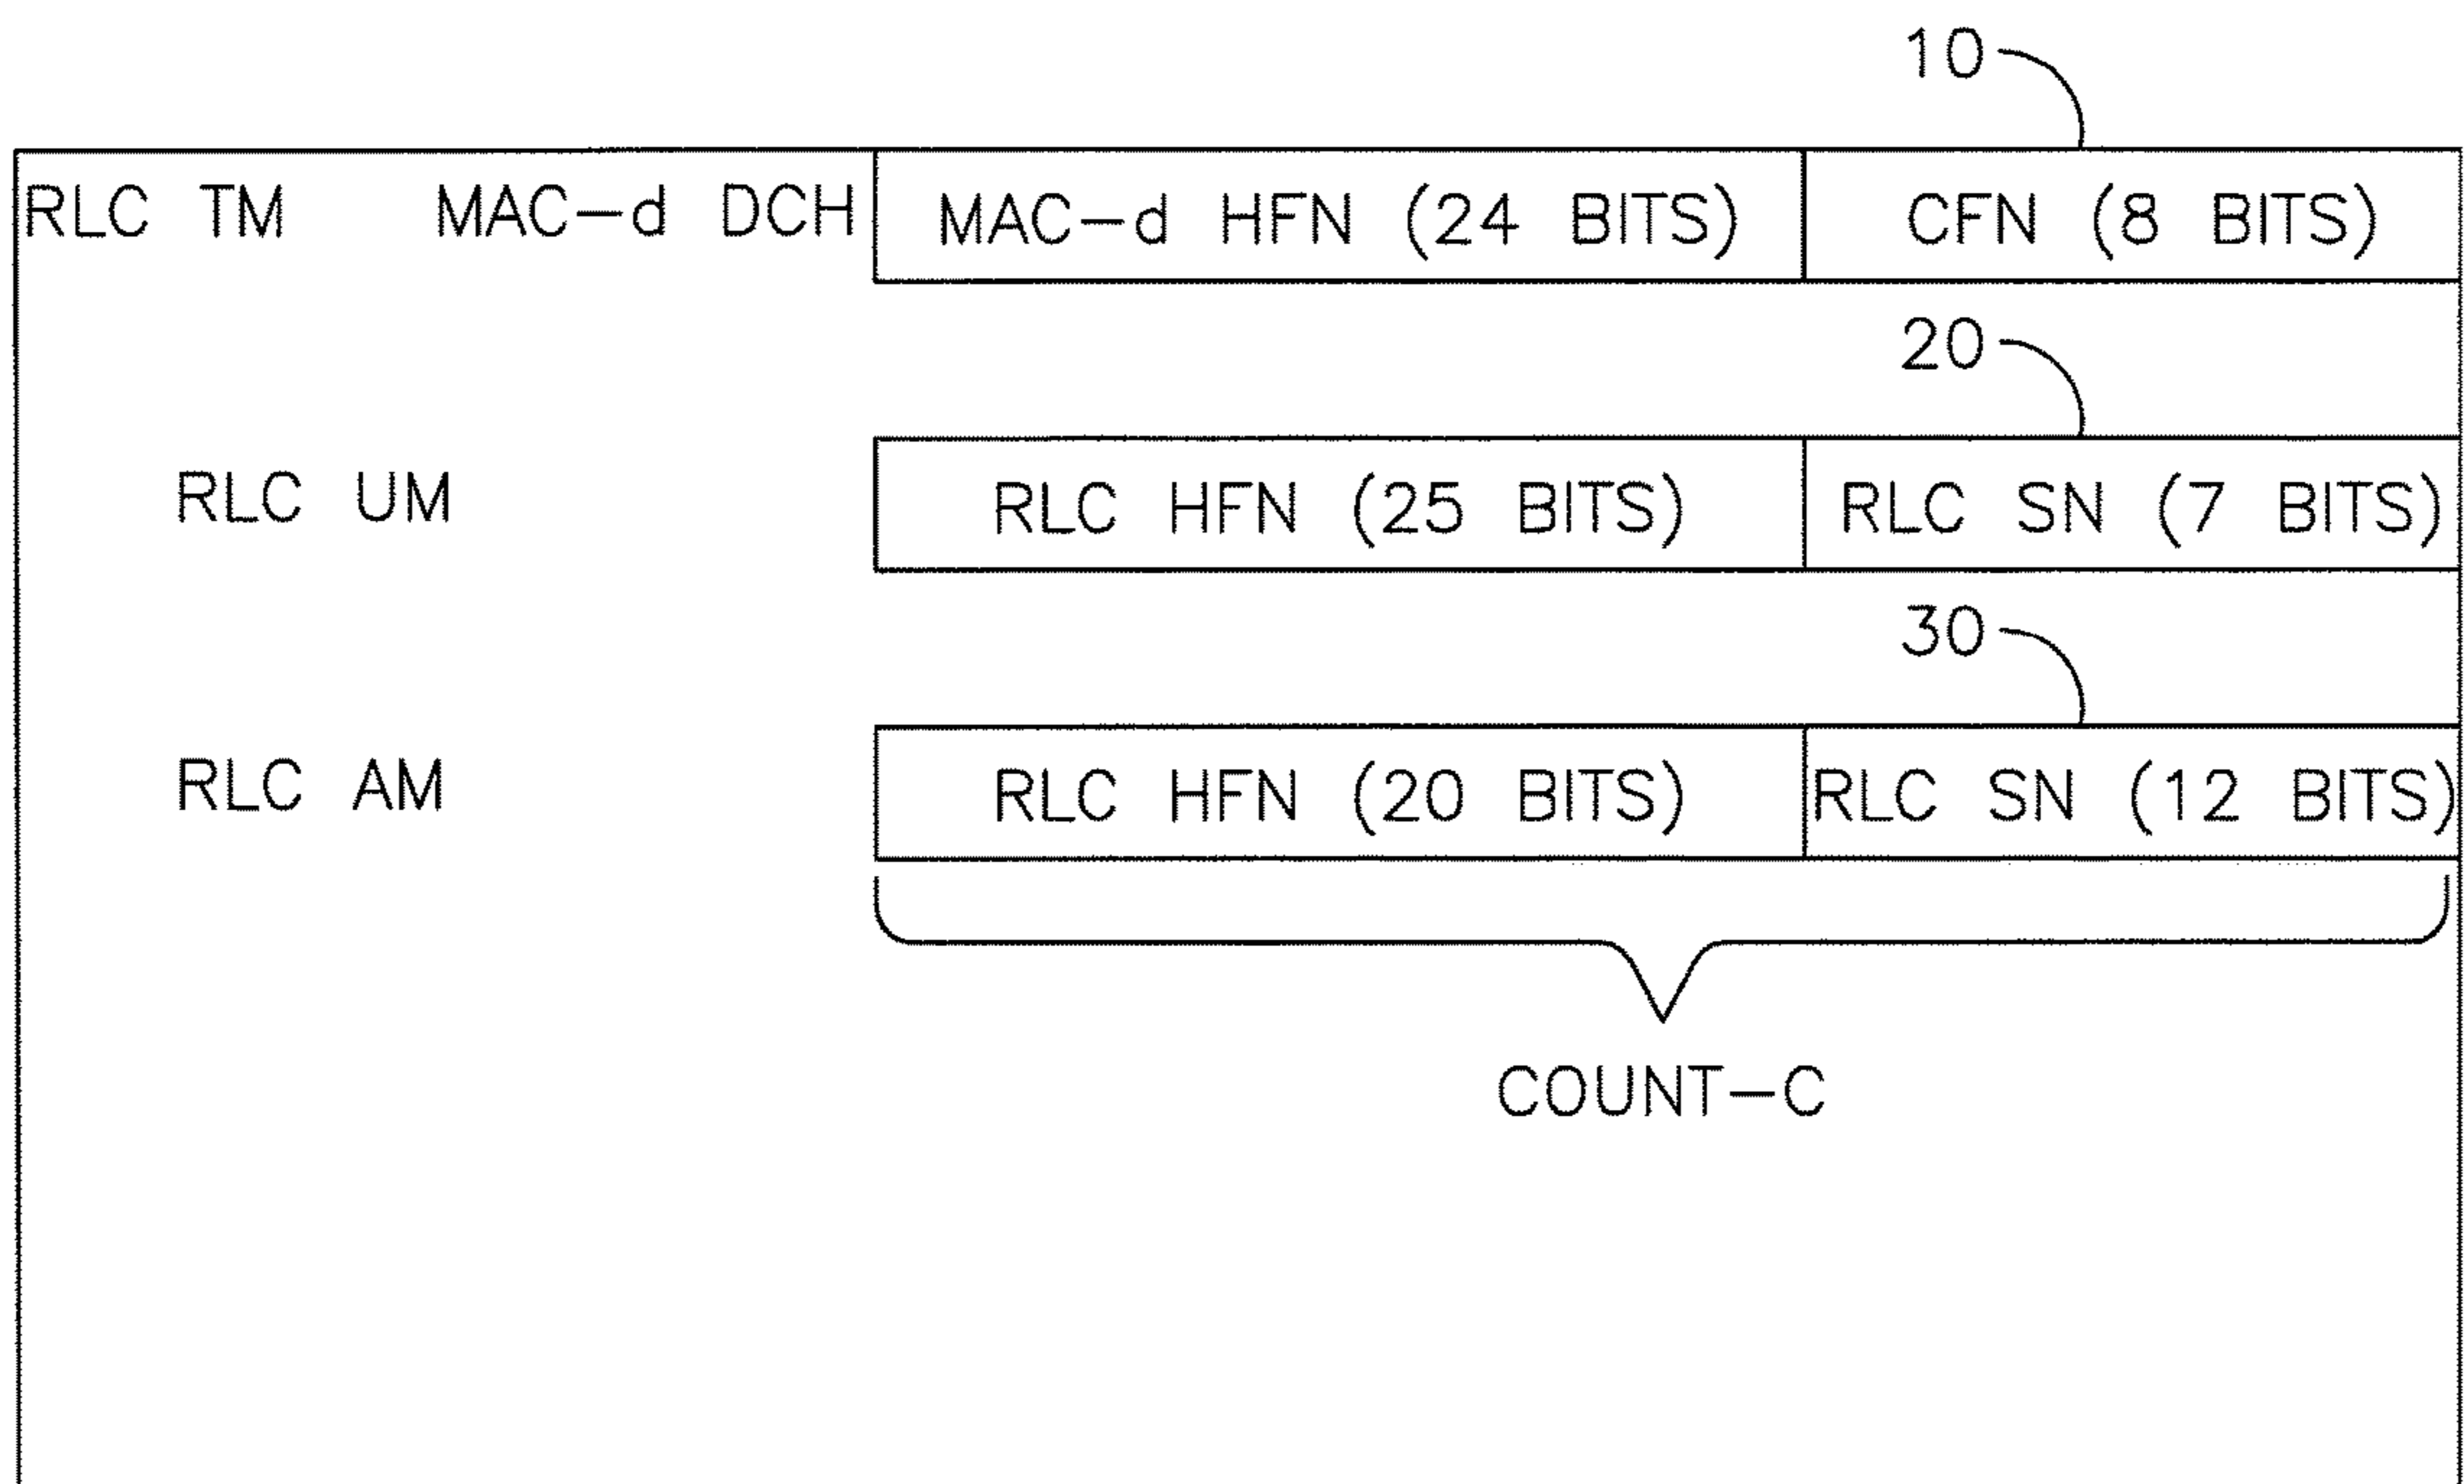 10
RLC TM MAC-d DCH MAC-d HFN (24 BITS) CFN (8 BITS)
20
RLC UM RLC HFN (25 BITS) RLC SN (7 BITS)
30
RLC AM RLC HFN (20 BITS) RLC SN (12 BITS)
COUNT-C